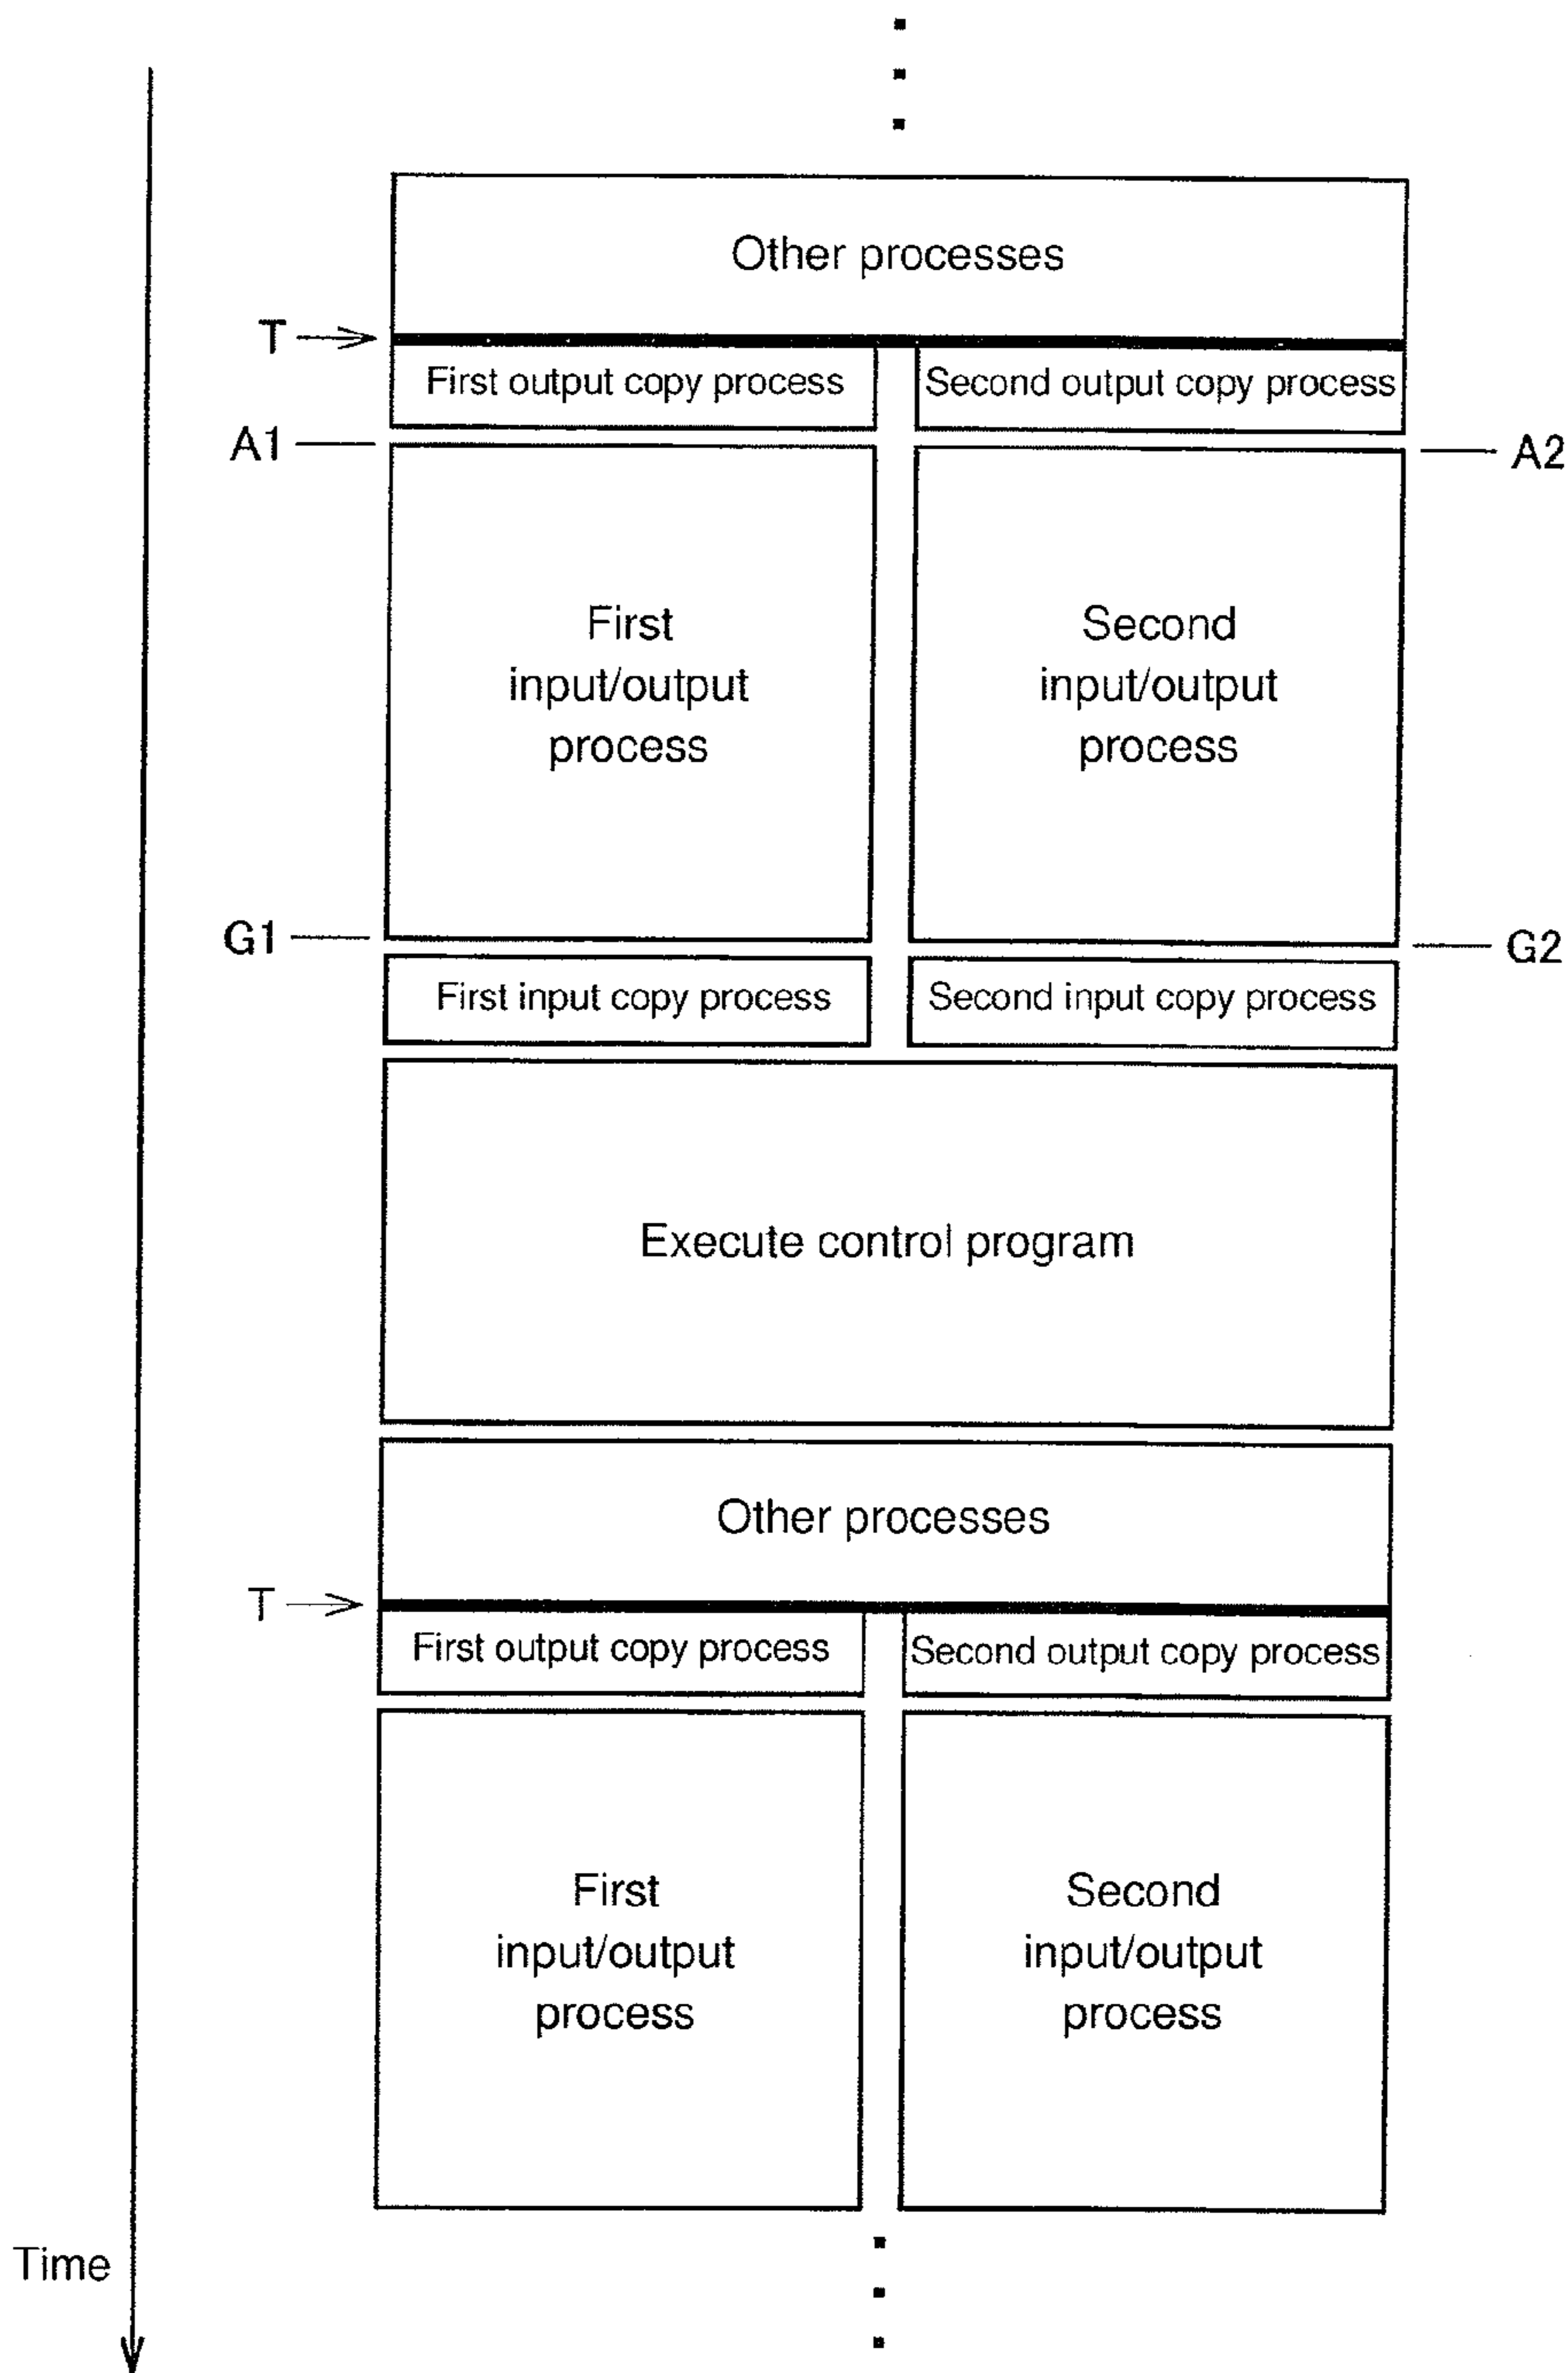 Other processes
T
First output copy process
Second output copy process
A1
A2
First
input/output
process
Second
input/output
process
G1
G2
First input copy process
Second input copy process
Execute control program
Other processes
T
First output copy process
Second output copy process
First
input/output
process
Second
input/output
process
Time